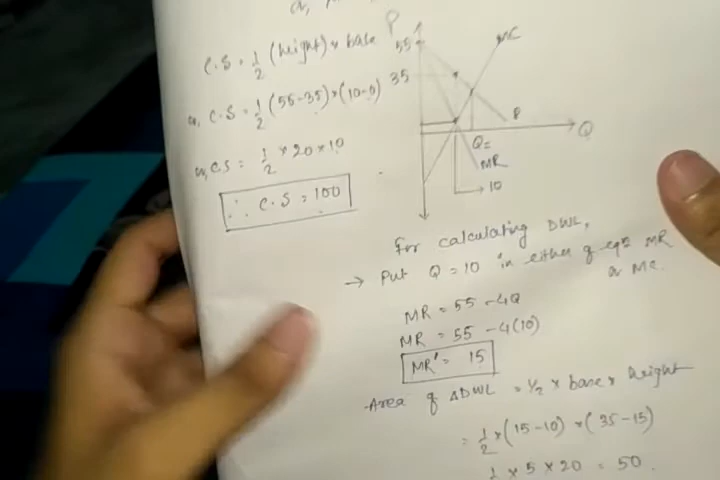 C.S = 1/2 (height) × base
C.S = 1/2 (55-35) × (10-0)
CS = 1/2 × 20 × 10
∴ C.S = 100
P
55
35
MC
Q
Q=
MR
10
For calculating DWL,
→ Put Q = 10 in either of eqn MR
or MC.
MR = 55 - 4Q
MR = 55 - 4(10)
MR' = 15
Area of ΔDWL = 1/2 × base × height
= 1/2 × (15-10) × (35-15)
1/2 × 5 × 20 = 50.